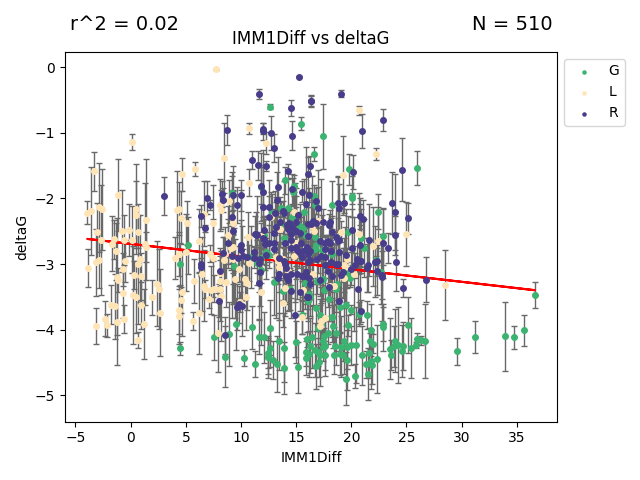 r^2 = 0.02 N = 510
IMM1Diff vs deltaG
G
L
R
0
−1
−2
−3
−4
−5
deltaG
−5 0 5 10 15 20 25 30 35
IMM1Diff